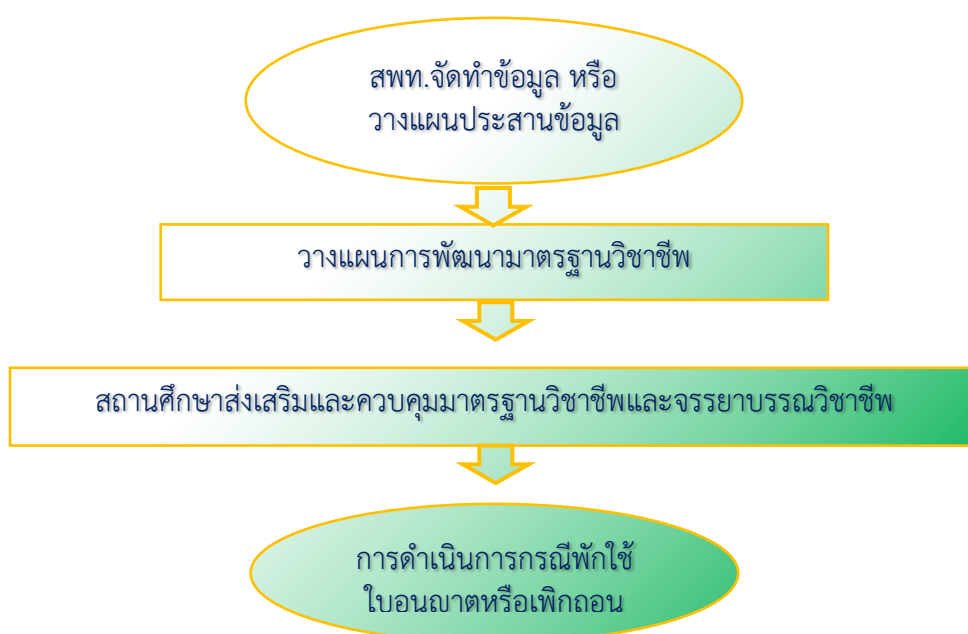 สพท.จัดทำข้อมูล หรือ
วางแผนประสานข้อมูล
วางแผนการพัฒนามาตรฐานวิชาชีพ
สถานศึกษาส่งเสริมและควบคุมมาตรฐานวิชาชีพและจรรยาบรรณวิชาชีพ
การดำเนินการกรณีพักใช้
ใบอนุญาตหรือเพิกถอน